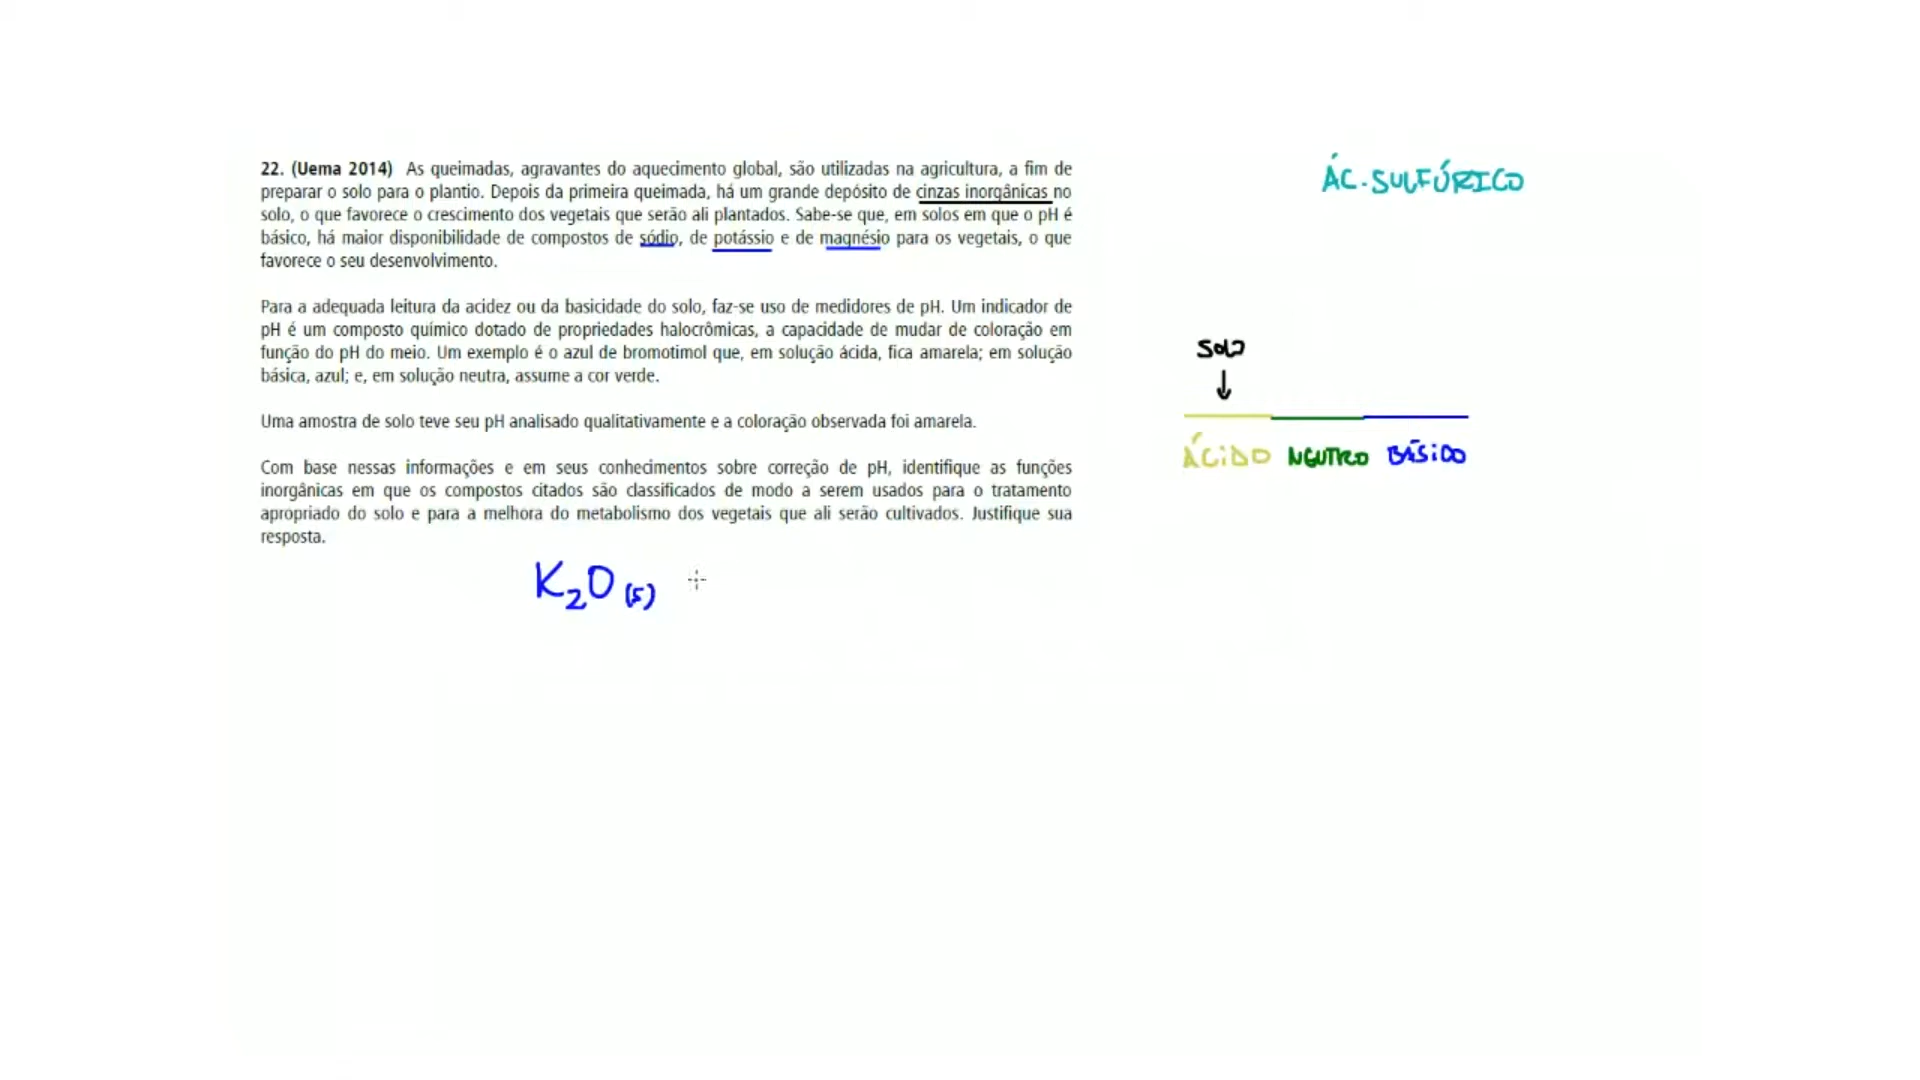 22. (Uema 2014) As queimadas, agravantes do aquecimento global, são utilizadas na agricultura, a fim de
preparar o solo para o plantio. Depois da primeira queimada, há um grande depósito de cinzas inorgânicas no
solo, o que favorece o crescimento dos vegetais que serão ali plantados. Sabe-se que, em solos em que o pH é
básico, há maior disponibilidade de compostos de sódio, de potássio e de magnésio para os vegetais, o que
favorece o seu desenvolvimento.
Para a adequada leitura da acidez ou da basicidade do solo, faz-se uso de medidores de pH. Um indicador de
pH é um composto químico dotado de propriedades halocrômicas, a capacidade de mudar de coloração em
função do pH do meio. Um exemplo é o azul de bromotimol que, em solução ácida, fica amarela; em solução
básica, azul; e, em solução neutra, assume a cor verde.
Uma amostra de solo teve seu pH analisado qualitativamente e a coloração observada foi amarela.
Com base nessas informações e em seus conhecimentos sobre correção de pH, identifique as funções
inorgânicas em que os compostos citados são classificados de modo a serem usados para o tratamento
apropriado do solo e para a melhora do metabolismo dos vegetais que ali serão cultivados. Justifique sua
resposta.
K₂O (s)
ÁC. SULFÚRICO
SOLO
ÁCIDO NEUTRO BÁSICO